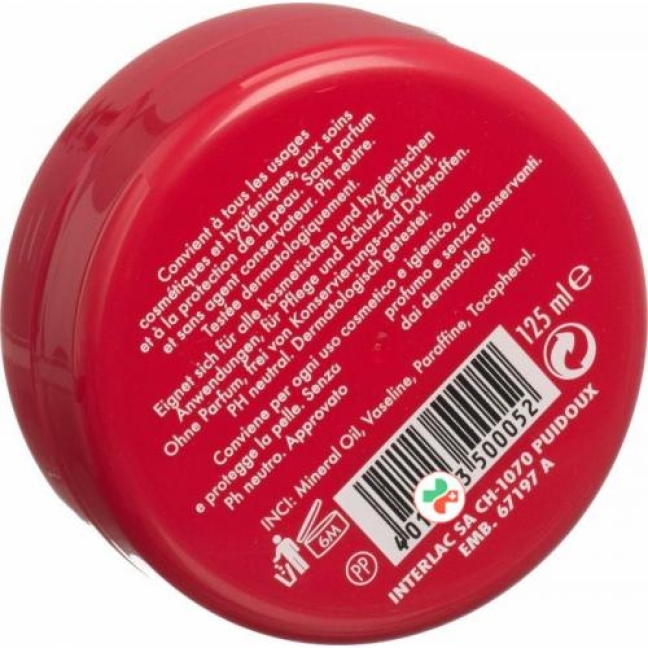 Convient à tous les usages
cosmétiques et hygiéniques, aux soins
et à la protection de la peau. Sans parfum
et sans agent conservateur. Ph neutre.
Testée dermatologiquement.
Eignet sich für alle kosmetischen und hygienischen
Anwendungen, für Pflege und Schutz der Haut.
Ohne Parfum, frei von Konservierungs-und Duftstoffen.
PH neutral. Dermatologisch getestet.
Conviene per ogni uso cosmetico e igienico, cura
e protegge la pelle. Senza profumo e senza conservanti.
Ph neutro. Approvato dai dermatologi.
INCI: Mineral Oil, Vaseline, Paraffine, Tocopherol.
125 ml e
6M
PP
500052
INTERLAC SA CH-1070 PUIDOUX
EMB. 67197 A